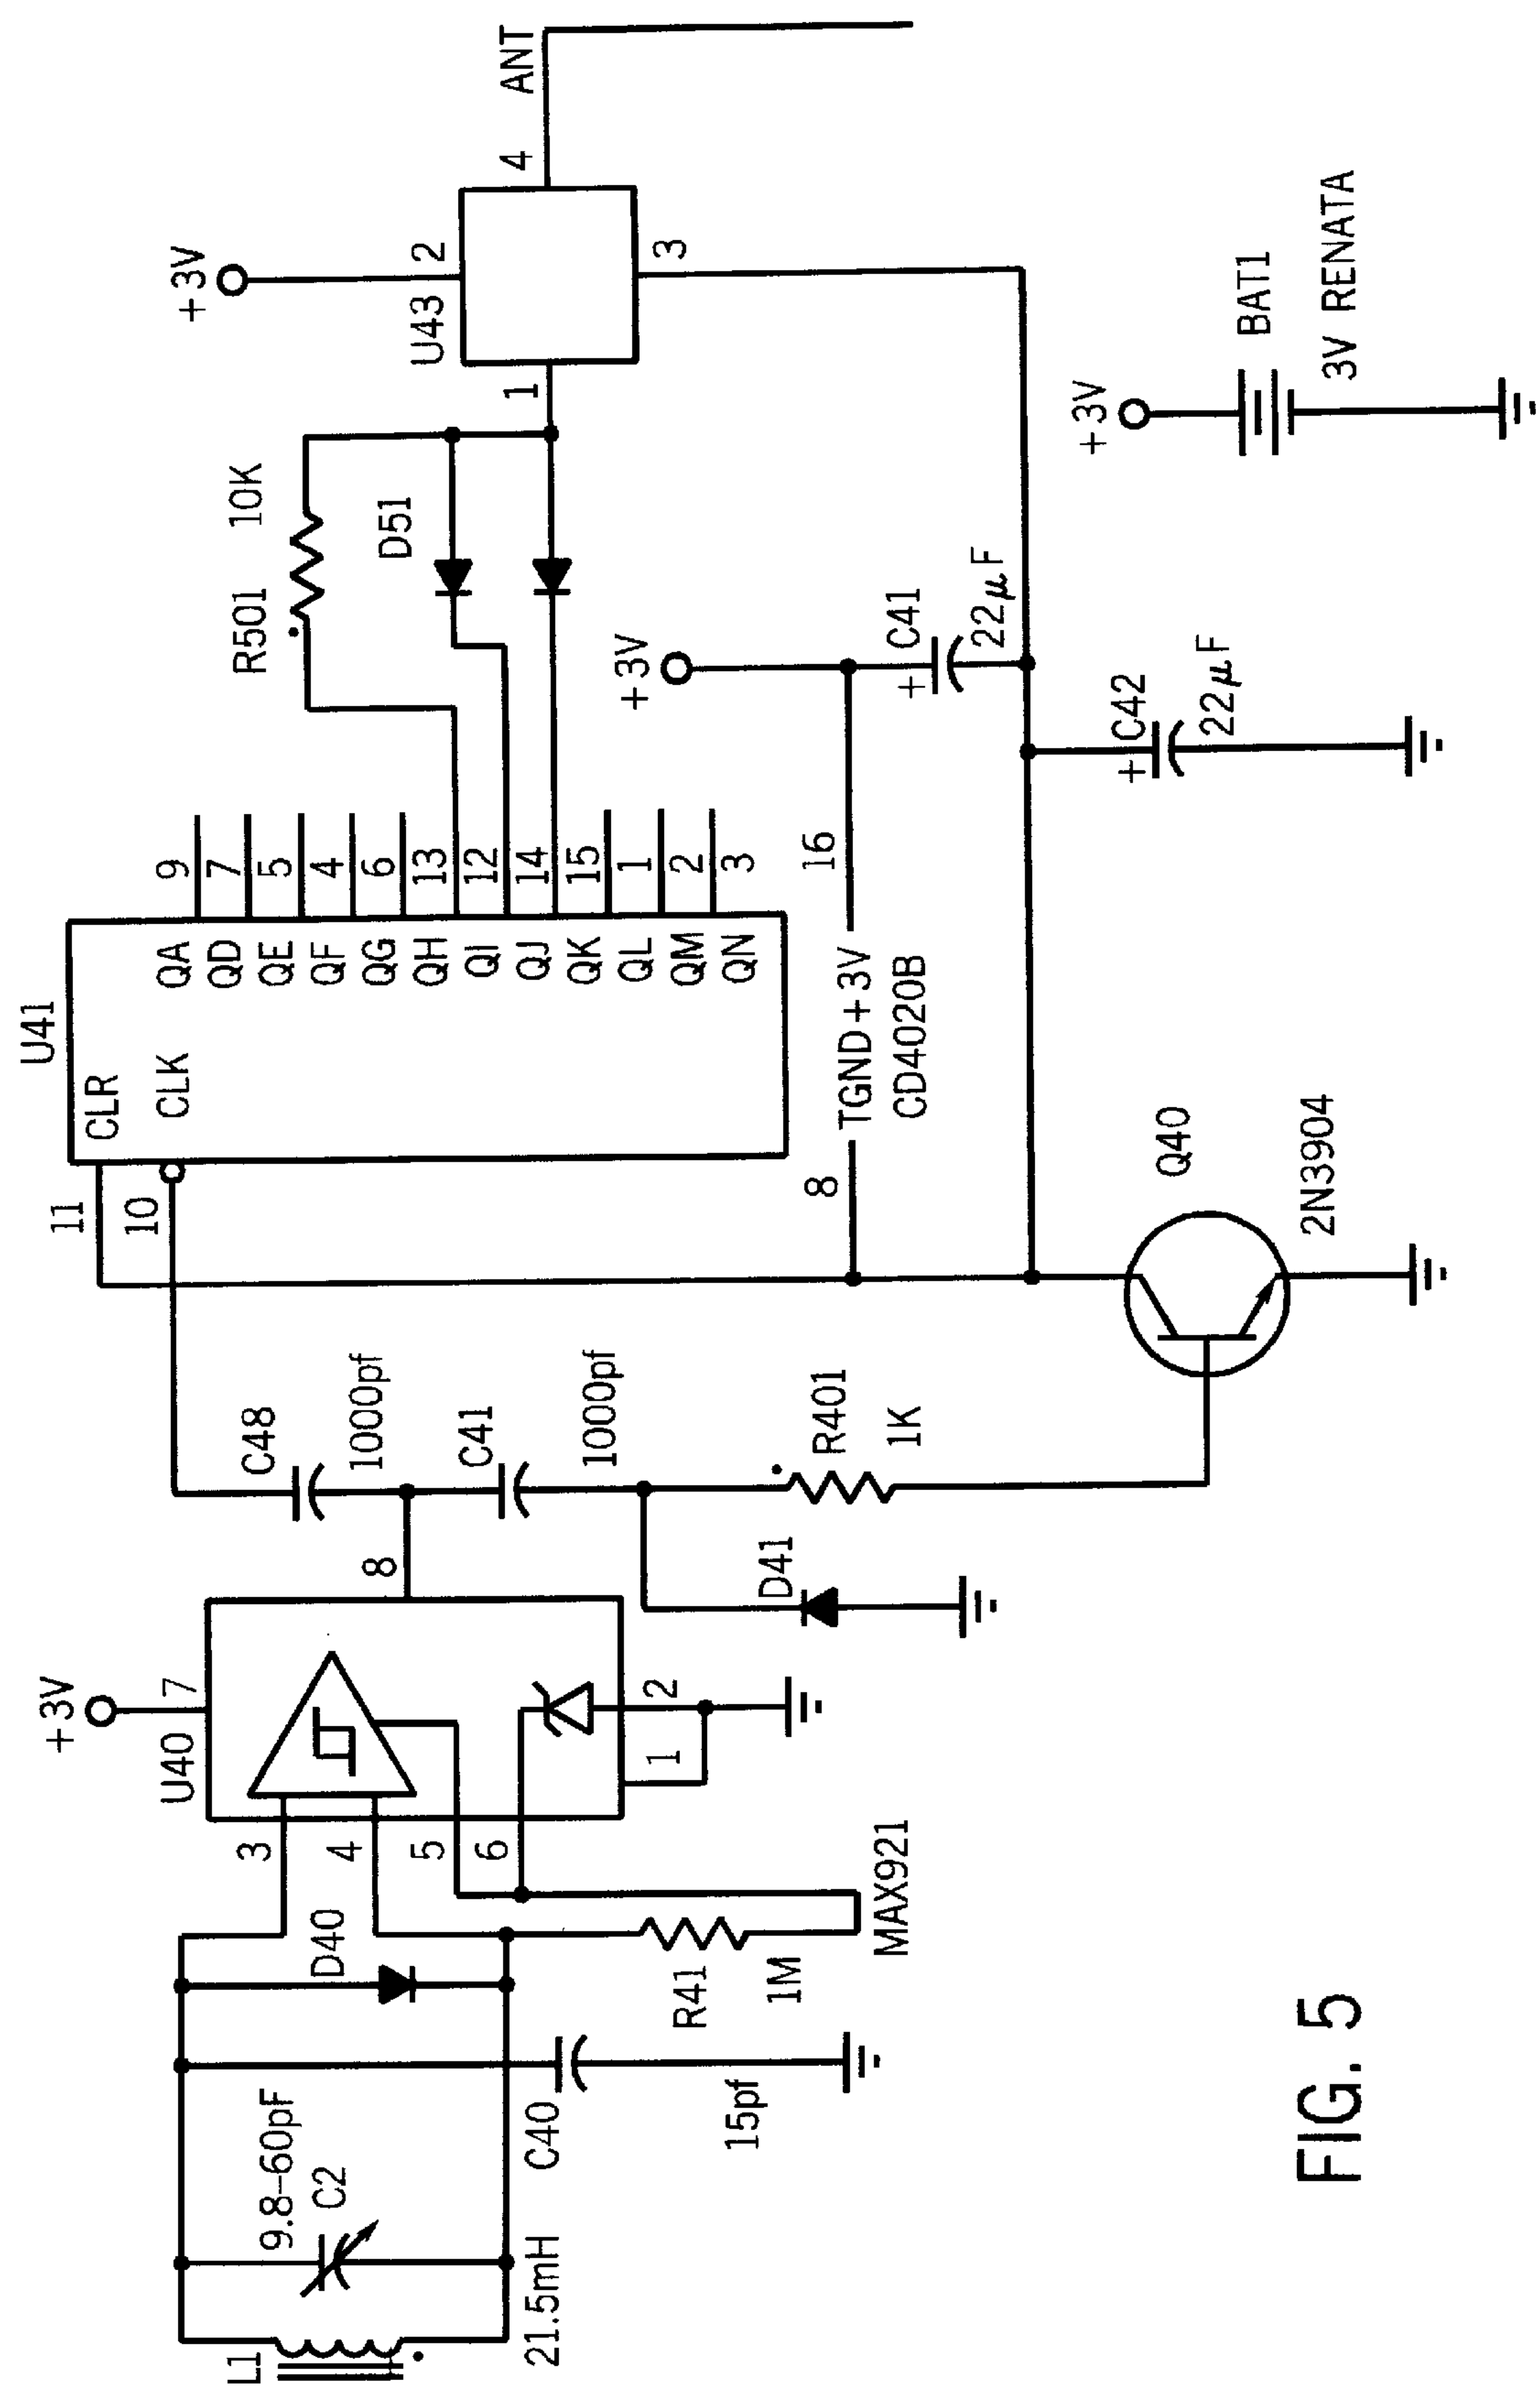 L1
21.5mH
9.8–60pF
C2
C40
15pf
D40
R41
1M
3
4
5
6
MAX921
+3V
U40
7
1
2
8
D41
C48
1000pf
C41
1000pf
R401
1K
11
10
8
Q40
2N3904
U41
CLR
CLK
QA
QD
QE
QF
QG
QH
QI
QJ
QK
QL
QM
QN
TGND+3V
CD4020B
9
7
5
4
6
13
12
14
15
1
2
3
16
R501
10K
D51
+3V
+
C41
22μF
+
C42
22μF
1
+3V
U43
2
3
4
ANT
+3V
BAT1
3V RENATA
FIG. 5